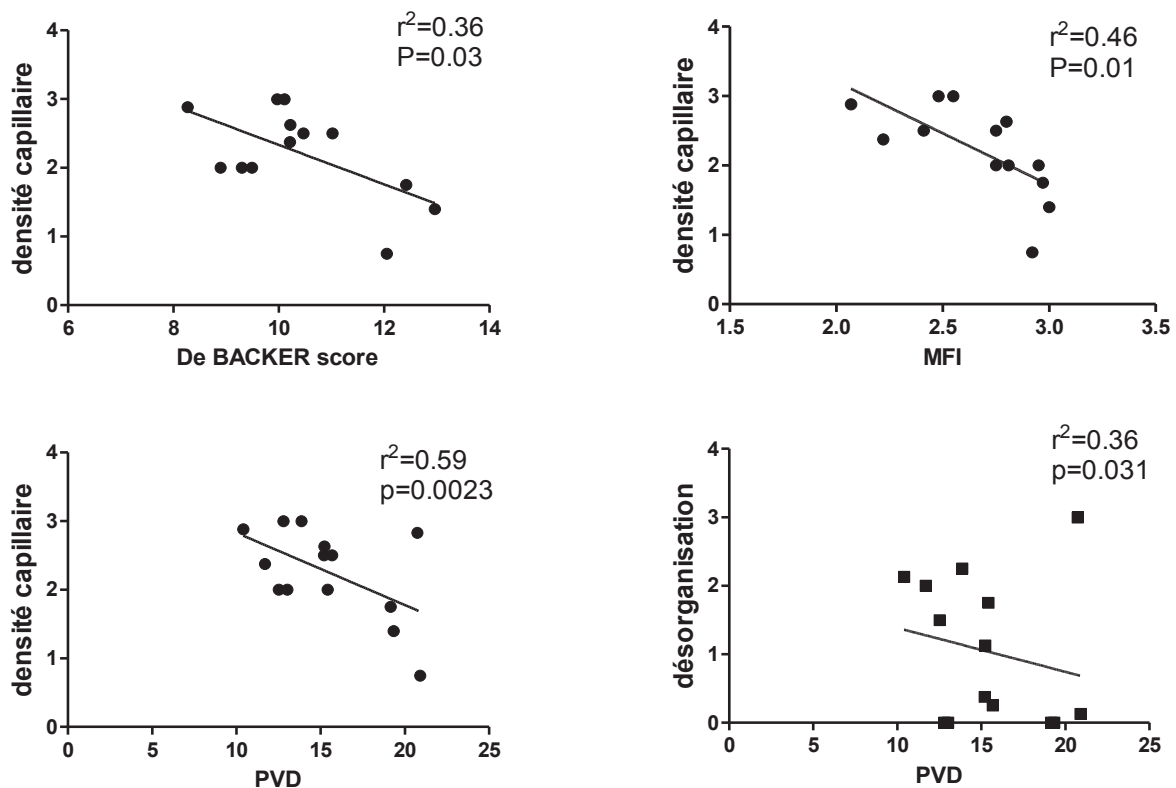 r²=0.36
P=0.03
densité capillaire
4
3
2
1
0
6 8 10 12 14
De BACKER score
r²=0.46
P=0.01
densité capillaire
4
3
2
1
0
1.5 2.0 2.5 3.0 3.5
MFI
r²=0.59
p=0.0023
densité capillaire
4
3
2
1
0
0 5 10 15 20 25
PVD
r²=0.36
p=0.031
désorganisation
4
3
2
1
0
0 5 10 15 20 25
PVD